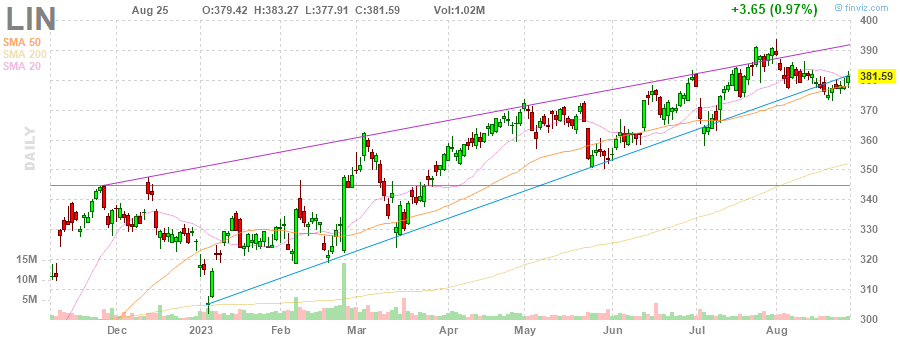 LIN Aug 25 O:379.42 H:383.27 L:377.91 C:381.59 Vol:1.02M +3.65 (0.97%) © finviz.com
SMA 50
SMA 200
SMA 20
DAILY
400
390
381.59
370
360
350
340
330
320
310
300
15M
10M
5M
Dec 2023 Feb Mar Apr May Jun Jul Aug